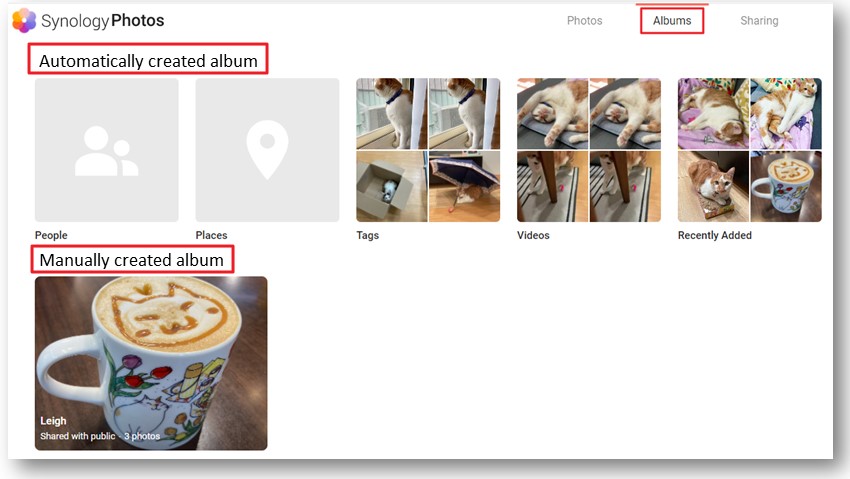 Synology Photos
Photos
Albums
Sharing
Automatically created album
People
Places
Tags
Videos
Recently Added
Manually created album
Leigh
Shared with public · 3 photos